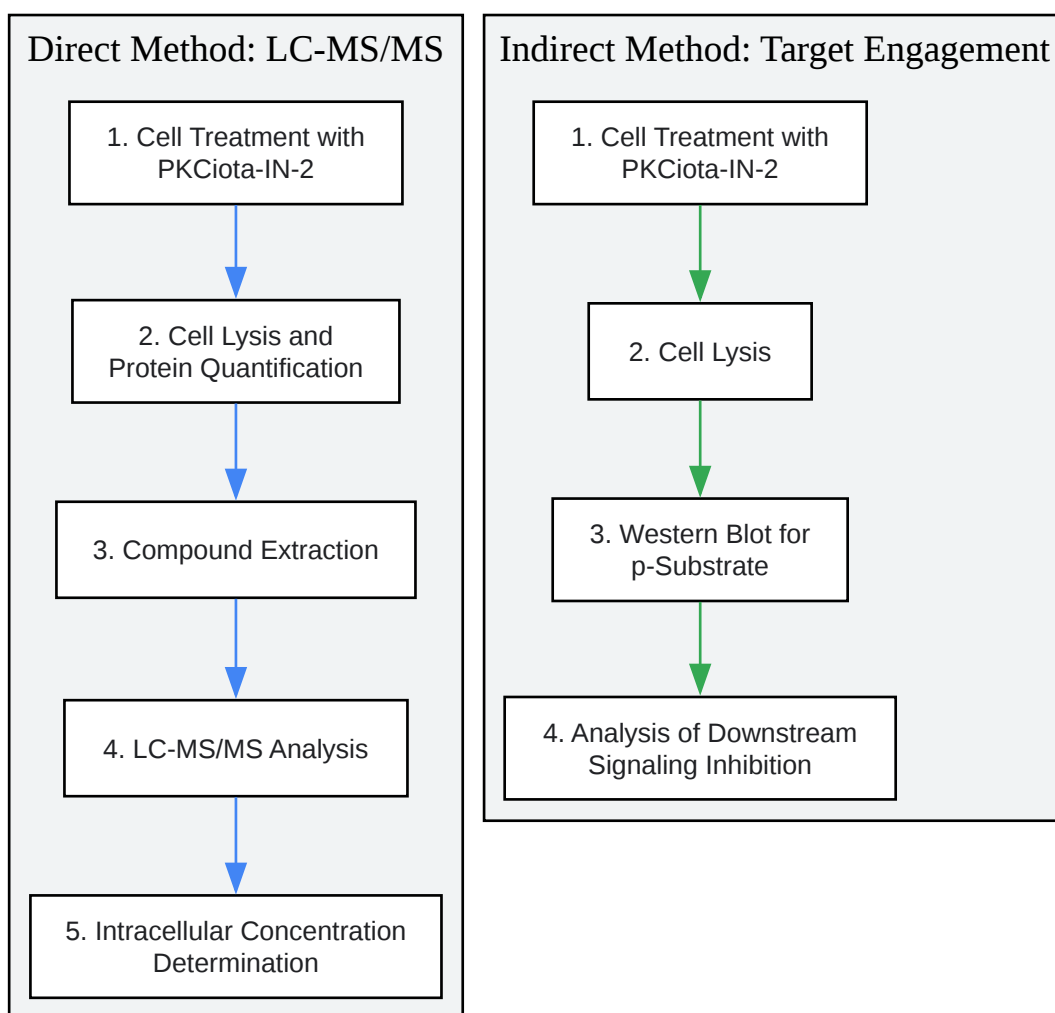 Direct Method: LC-MS/MS
1. Cell Treatment with
PKCiota-IN-2
2. Cell Lysis and
Protein Quantification
3. Compound Extraction
4. LC-MS/MS Analysis
5. Intracellular Concentration
Determination
Indirect Method: Target Engagement
1. Cell Treatment with
PKCiota-IN-2
2. Cell Lysis
3. Western Blot for
p-Substrate
4. Analysis of Downstream
Signaling Inhibition